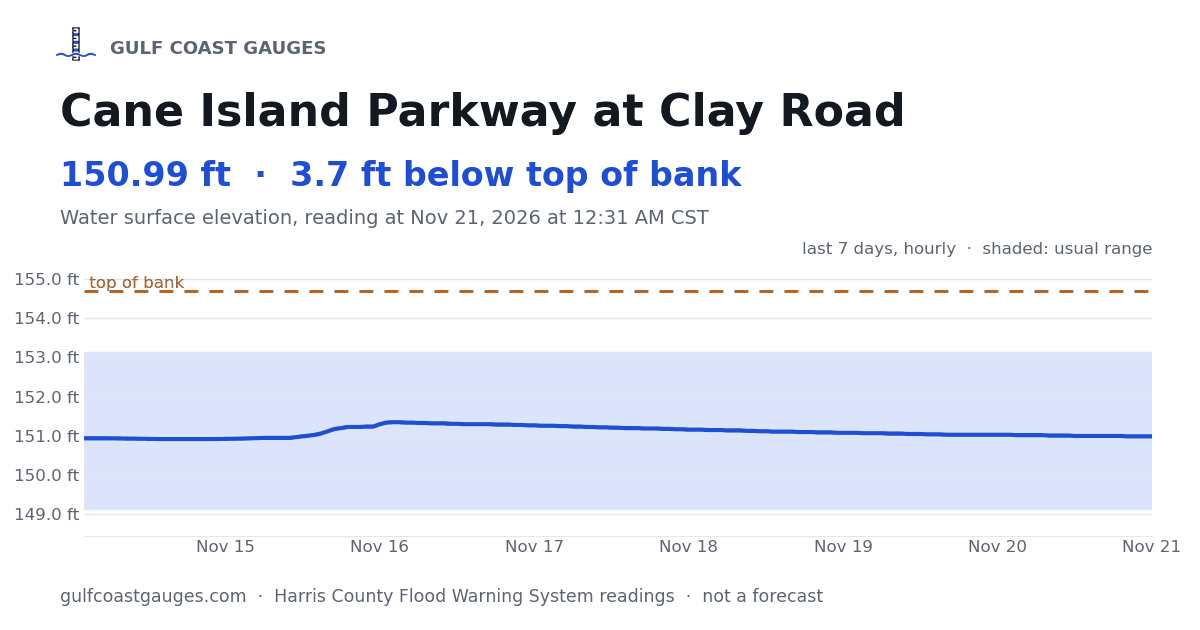 GULF COAST GAUGES
Cane Island Parkway at Clay Road
150.99 ft · 3.7 ft below top of bank
Water surface elevation, reading at Nov 21, 2026 at 12:31 AM CST
last 7 days, hourly · shaded: usual range
155.0 ft
top of bank
154.0 ft
153.0 ft
152.0 ft
151.0 ft
150.0 ft
149.0 ft
Nov 15 Nov 16 Nov 17 Nov 18 Nov 19 Nov 20 Nov 21
gulfcoastgauges.com · Harris County Flood Warning System readings · not a forecast